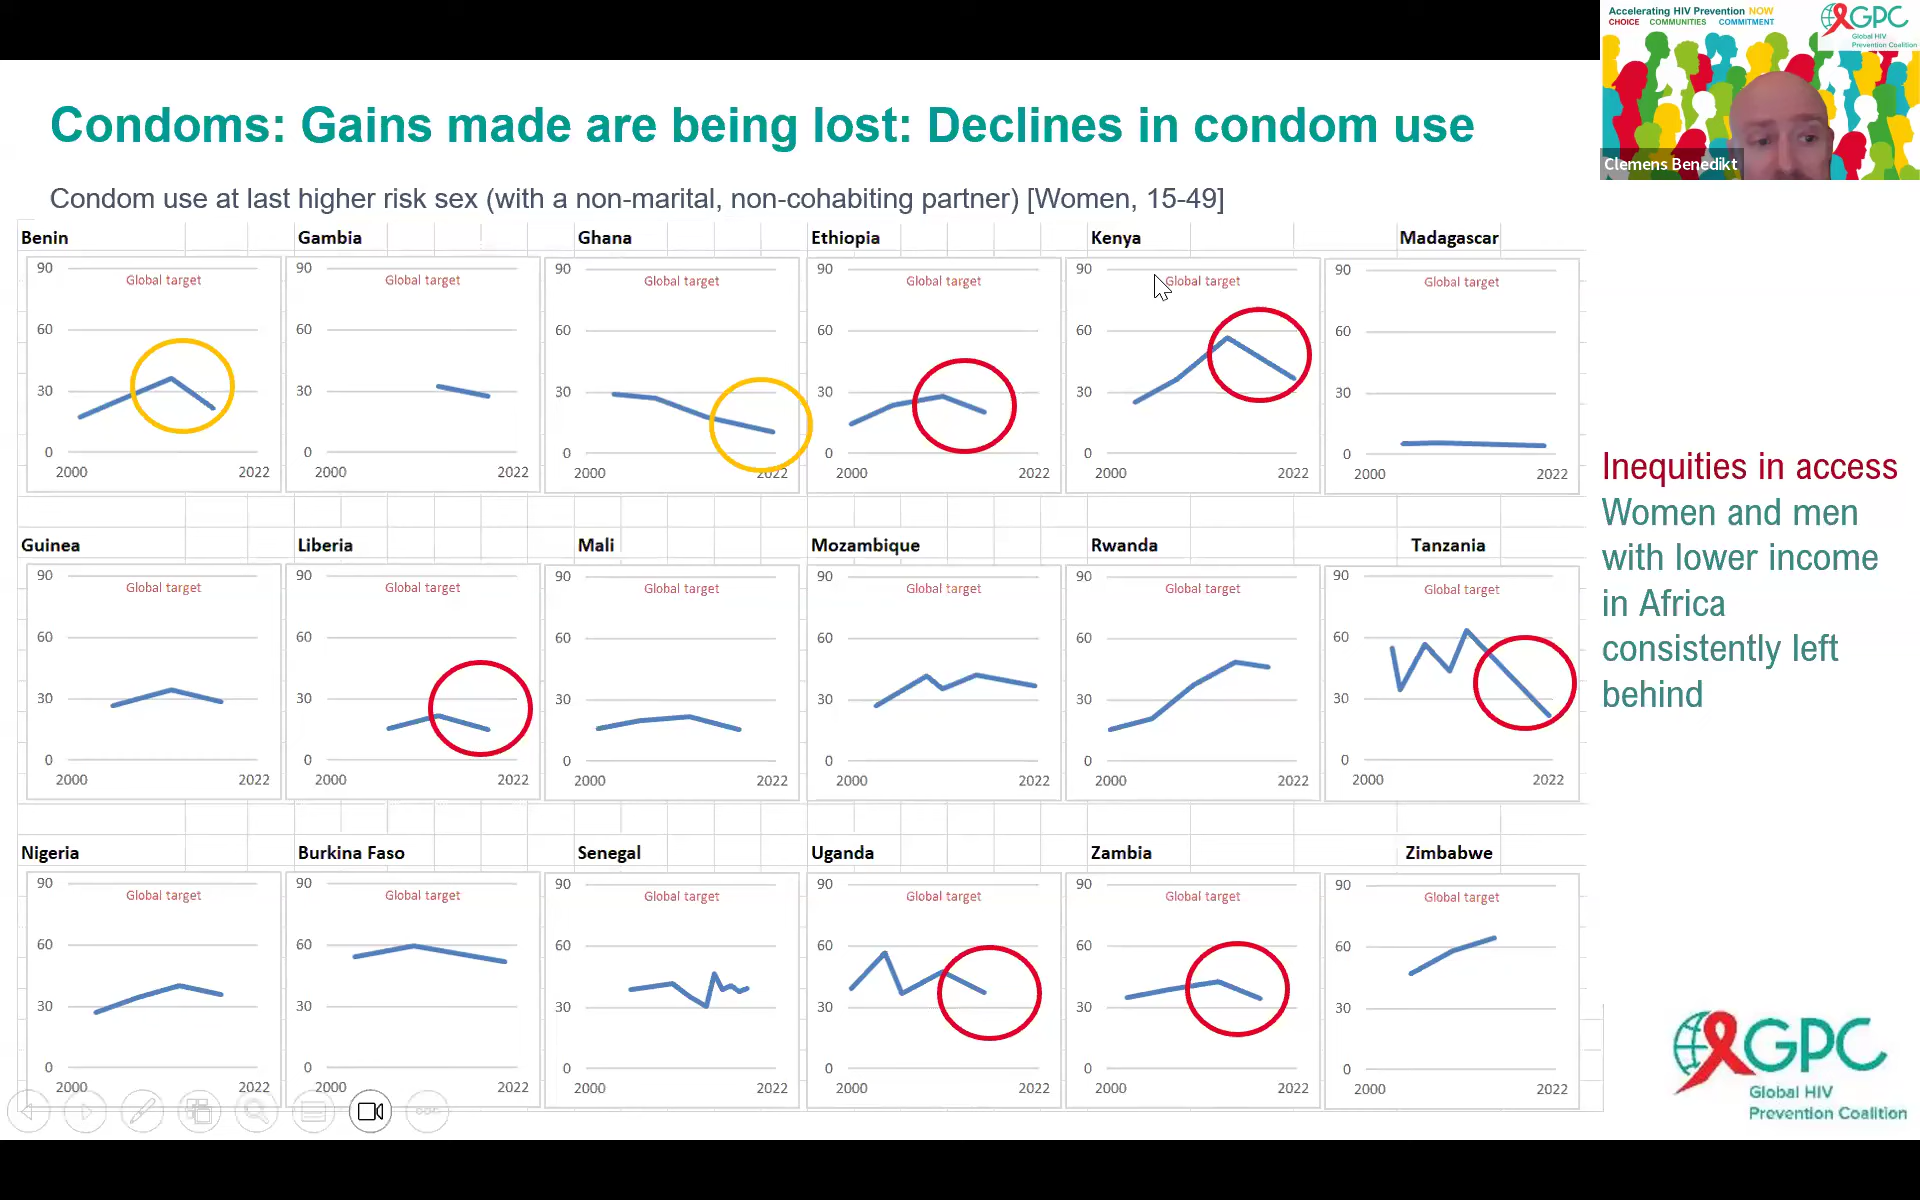 Accelerating HIV Prevention NOW
CHOICE COMMUNITIES COMMITMENT
GPC
Global HIV
Prevention Coalition
Clemens Benedikt
Condoms: Gains made are being lost: Declines in condom use
Condom use at last higher risk sex (with a non-marital, non-cohabiting partner) [Women, 15-49]
Benin
90
Global target
60
30
0
2000 2022
Gambia
90
Global target
60
30
0
2000 2022
Ghana
90
Global target
60
30
0
2000 2022
Ethiopia
90
Global target
60
30
0
2000 2022
Kenya
90
Global target
60
30
0
2000 2022
Madagascar
90
Global target
60
30
0
2000 2022
Guinea
90
Global target
60
30
0
2000 2022
Liberia
90
Global target
60
30
0
2000 2022
Mali
90
Global target
60
30
0
2000 2022
Mozambique
90
Global target
60
30
0
2000 2022
Rwanda
90
Global target
60
30
0
2000 2022
Tanzania
90
Global target
60
30
0
2000 2022
Nigeria
90
Global target
60
30
0
2000 2022
Burkina Faso
90
Global target
60
30
0
2000 2022
Senegal
90
Global target
60
30
0
2000 2022
Uganda
90
Global target
60
30
0
2000 2022
Zambia
90
Global target
60
30
0
2000 2022
Zimbabwe
90
Global target
60
30
0
2000 2022
Inequities in access
Women and men
with lower income
in Africa
consistently left
behind
GPC
Global HIV
Prevention Coalition